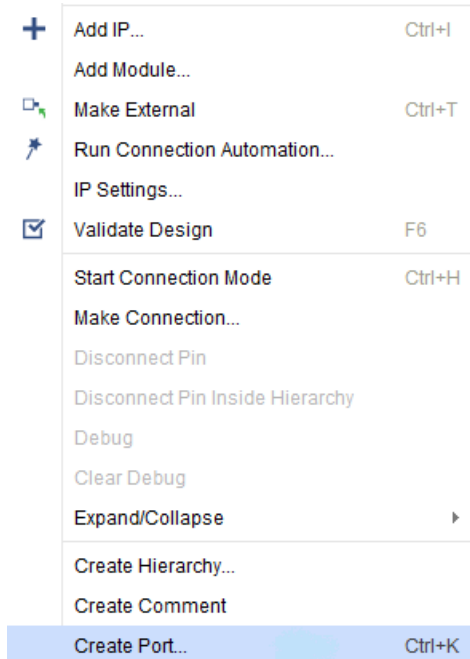 Add IP... Ctrl+I
Add Module...
Make External Ctrl+T
Run Connection Automation...
IP Settings...
Validate Design F6
Start Connection Mode Ctrl+H
Make Connection...
Disconnect Pin
Disconnect Pin Inside Hierarchy
Debug
Clear Debug
Expand/Collapse
Create Hierarchy...
Create Comment
Create Port... Ctrl+K